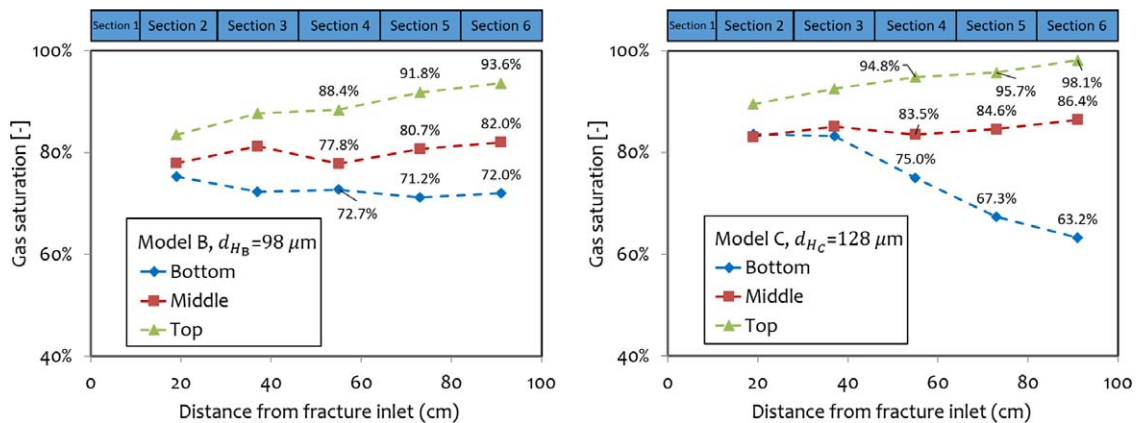 Section 1 Section 2 Section 3 Section 4 Section 5 Section 6
100%
80%
60%
40%
Gas saturation [-]
88.4%
91.8%
93.6%
77.8%
80.7%
82.0%
72.7%
71.2%
72.0%
Model B, d_{H_B}=98 μm
Bottom
Middle
Top
0 20 40 60 80 100
Distance from fracture inlet (cm)
Section 1 Section 2 Section 3 Section 4 Section 5 Section 6
100%
80%
60%
40%
Gas saturation [-]
94.8%
95.7%
98.1%
83.5%
84.6%
86.4%
75.0%
67.3%
63.2%
Model C, d_{H_C}=128 μm
Bottom
Middle
Top
0 20 40 60 80 100
Distance from fracture inlet (cm)